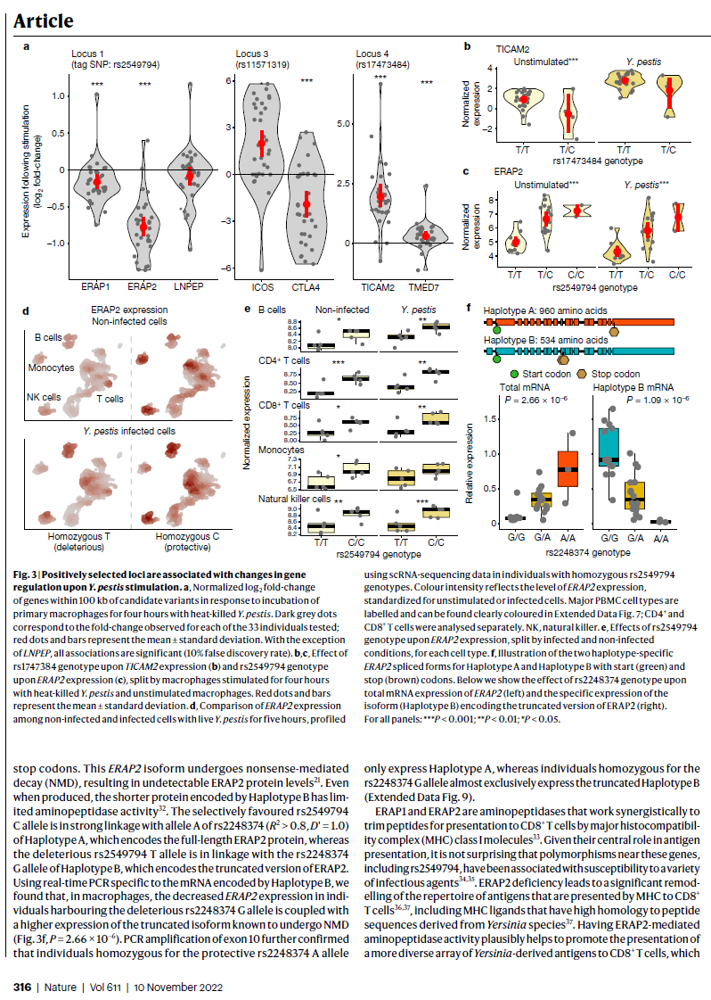 Article
a
Locus 1
(tag SNP: rs2549794)
Locus 3
(rs11571319)
Locus 4
(rs17473484)
***
***
***
***
***
Expression following stimulation
(log2 fold-change)
1.0
0.5
0
−0.5
−1.0
6
3
0
−3
−6
5.0
2.5
0
ERAP1 ERAP2 LNPEP
ICOS CTLA4
TICAM2 TMED7
b
TICAM2
Unstimulated***
Y. pestis
Normalized
expression
4
2
0
−2
T/T T/C T/T T/C
rs17473484 genotype
c
ERAP2
Unstimulated***
Y. pestis***
Normalized
expression
8
7
6
5
4
T/T T/C C/C T/T T/C C/C
rs2549794 genotype
d
ERAP2 expression
Non-infected cells
B cells
Monocytes
NK cells
T cells
Y. pestis infected cells
Homozygous T
(deleterious)
Homozygous C
(protective)
e
B cells
Non-infected
Y. pestis
Normalized expression
8.8
8.6
8.4
8.2
8.0
*
**
CD4+ T cells
8.75
8.50
8.25
***
**
CD8+ T cells
8.75
8.50
8.25
8.00
*
**
Monocytes
7.3
7.1
6.9
6.7
6.5
*
Natural killer cells
9.0
8.8
8.6
8.4
8.2
**
***
T/T C/C T/T C/C
rs2549794 genotype
f
Haplotype A: 960 amino acids
Haplotype B: 534 amino acids
Start codon
Stop codon
Total mRNA
P = 2.66 × 10−6
Haplotype B mRNA
P = 1.09 × 10−6
Relative expression
1.5
1.0
0.5
0
G/G G/A A/A
G/G G/A A/A
rs2248374 genotype
Fig. 3 | Positively selected loci are associated with changes in gene
regulation upon Y. pestis stimulation. a, Normalized log2 fold-change
of genes within 100 kb of candidate variants in response to incubation of
primary macrophages for four hours with heat-killed Y. pestis. Dark grey dots
correspond to the fold-change observed for each of the 33 individuals tested;
red dots and bars represent the mean ± standard deviation. With the exception
of LNPEP, all associations are significant (10% false discovery rate). b,c, Effect of
rs1747384 genotype upon TICAM2 expression (b) and rs2549794 genotype
upon ERAP2 expression (c), split by macrophages stimulated for four hours
with heat-killed Y. pestis and unstimulated macrophages. Red dots and bars
represent the mean ± standard deviation. d, Comparison of ERAP2 expression
among non-infected and infected cells with live Y. pestis for five hours, profiled
using scRNA-sequencing data in individuals with homozygous rs2549794
genotypes. Colour intensity reflects the level of ERAP2 expression,
standardized for unstimulated or infected cells. Major PBMC cell types are
labelled and can be found clearly coloured in Extended Data Fig. 7; CD4+ and
CD8+ T cells were analysed separately. NK, natural killer. e, Effects of rs2549794
genotype upon ERAP2 expression, split by infected and non-infected
conditions, for each cell type. f, Illustration of the two haplotype-specific
ERAP2 spliced forms for Haplotype A and Haplotype B with start (green) and
stop (brown) codons. Below we show the effect of rs2248374 genotype upon
total mRNA expression of ERAP2 (left) and the specific expression of the
isoform (Haplotype B) encoding the truncated version of ERAP2 (right).
For all panels: ***P < 0.001; **P < 0.01; *P < 0.05.
stop codons. This ERAP2 isoform undergoes nonsense-mediated
decay (NMD), resulting in undetectable ERAP2 protein levels21. Even
when produced, the shorter protein encoded by Haplotype B has lim-
ited aminopeptidase activity32. The selectively favoured rs2549794
C allele is in strong linkage with allele A of rs2248374 (R2 > 0.8, D′ = 1.0)
of Haplotype A, which encodes the full-length ERAP2 protein, whereas
the deleterious rs2549794 T allele is in linkage with the rs2248374
G allele of Haplotype B, which encodes the truncated version of ERAP2.
Using real-time PCR specific to the mRNA encoded by Haplotype B, we
found that, in macrophages, the decreased ERAP2 expression in indi-
viduals harbouring the deleterious rs2248374 G allele is coupled with
a higher expression of the truncated isoform known to undergo NMD
(Fig. 3f, P = 2.66 × 10−6). PCR amplification of exon 10 further confirmed
that individuals homozygous for the protective rs2248374 A allele
only express Haplotype A, whereas individuals homozygous for the
rs2248374 G allele almost exclusively express the truncated Haplotype B
(Extended Data Fig. 9).
ERAP1 and ERAP2 are aminopeptidases that work synergistically to
trim peptides for presentation to CD8+ T cells by major histocompatibil-
ity complex (MHC) class I molecules33. Given their central role in antigen
presentation, it is not surprising that polymorphisms near these genes,
including rs2549794, have been associated with susceptibility to a variety
of infectious agents34,35. ERAP2 deficiency leads to a significant remod-
elling of the repertoire of antigens that are presented by MHC to CD8+
T cells36,37, including MHC ligands that have high homology to peptide
sequences derived from Yersinia species37. Having ERAP2-mediated
aminopeptidase activity plausibly helps to promote the presentation of
a more diverse array of Yersinia-derived antigens to CD8+ T cells, which
316 | Nature | Vol 611 | 10 November 2022